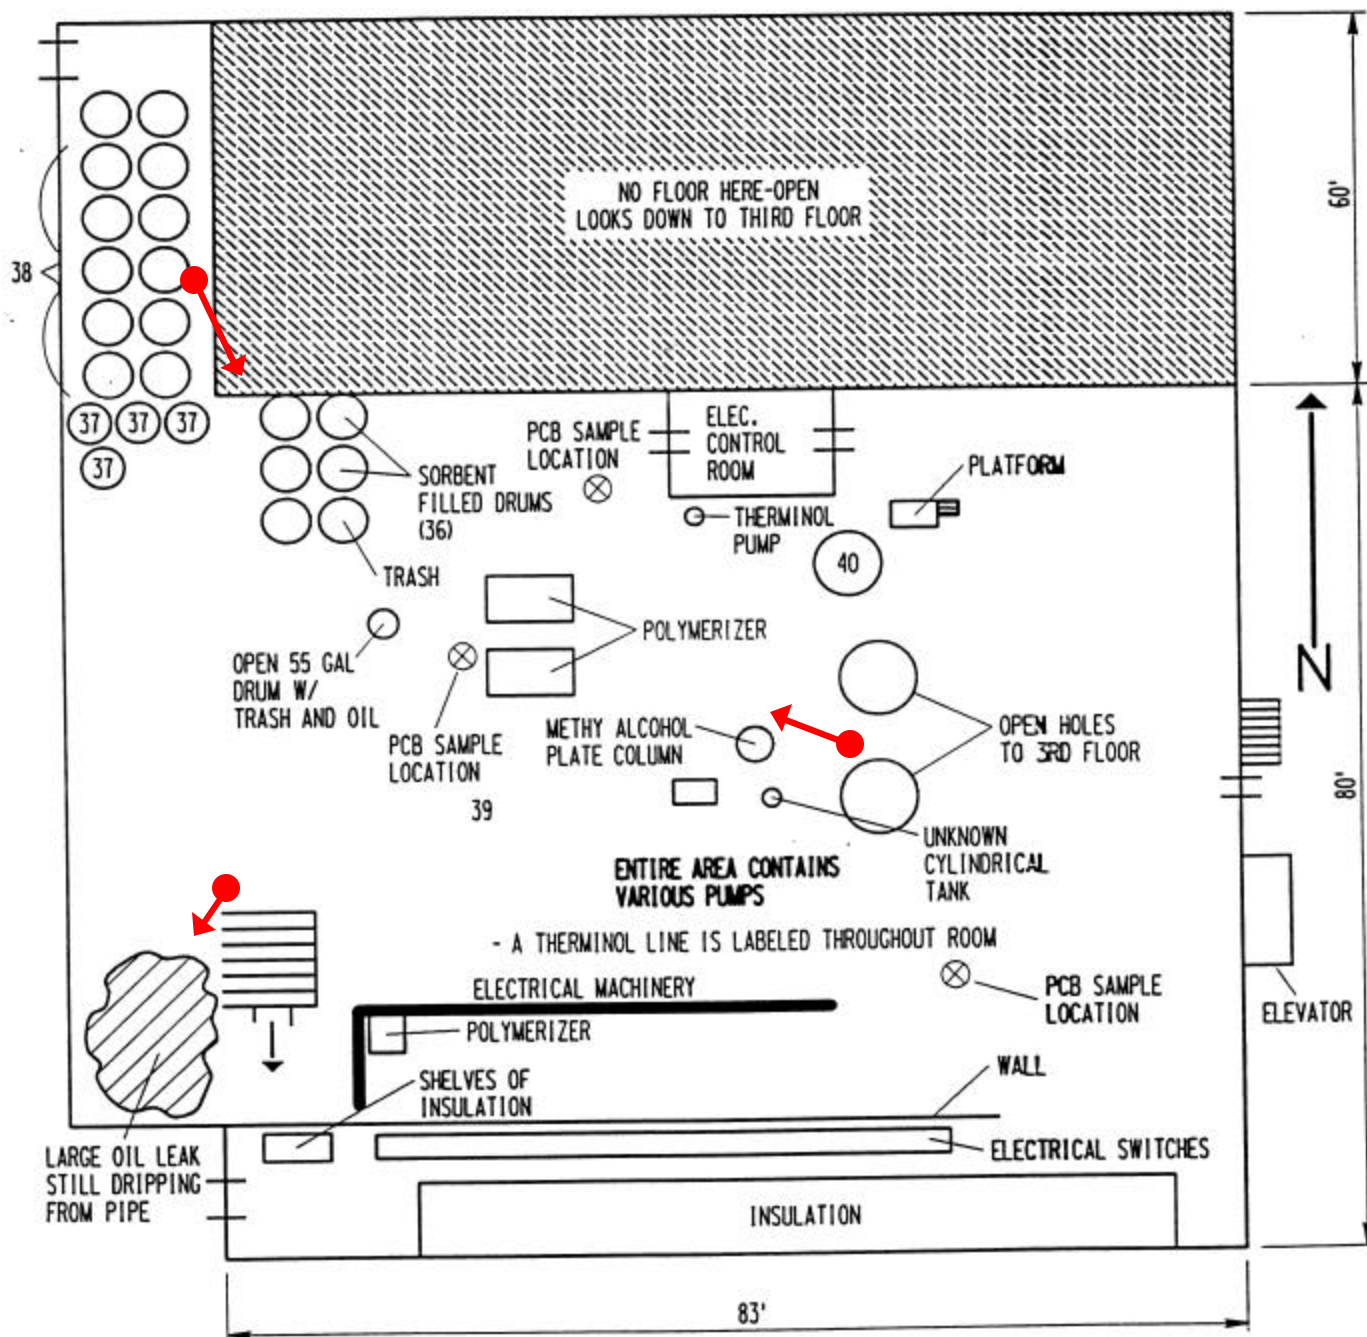 NO FLOOR HERE-OPEN
LOOKS DOWN TO THIRD FLOOR
60'
38
37
37
37
37
SORBENT
FILLED DRUMS
(36)
TRASH
PCB SAMPLE
LOCATION
ELEC.
CONTROL
ROOM
THERMINOL
PUMP
PLATFORM
40
POLYMERIZER
OPEN 55 GAL
DRUM W/
TRASH AND OIL
PCB SAMPLE
LOCATION
39
METHY ALCOHOL
PLATE COLUMN
OPEN HOLES
TO 3RD FLOOR
N
80'
UNKNOWN
CYLINDRICAL
TANK
ENTIRE AREA CONTAINS
VARIOUS PUMPS
- A THERMINOL LINE IS LABELED THROUGHOUT ROOM
ELECTRICAL MACHINERY
PCB SAMPLE
LOCATION
ELEVATOR
POLYMERIZER
SHELVES OF
INSULATION
WALL
LARGE OIL LEAK
STILL DRIPPING
FROM PIPE
ELECTRICAL SWITCHES
INSULATION
83'